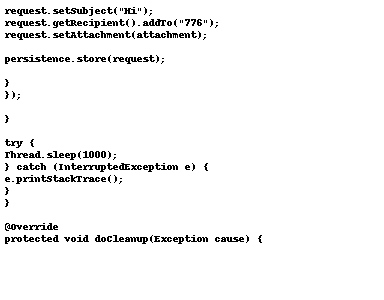 request.setSubject("Hi");
request.getRecipient().addTo("776");
request.setAttachment(attachment);

persistence.store(request);

}
});

}

try {
Thread.sleep(1000);
} catch (InterruptedException e) {
e.printStackTrace();
}
}

@Override
protected void doCleanup(Exception cause) {